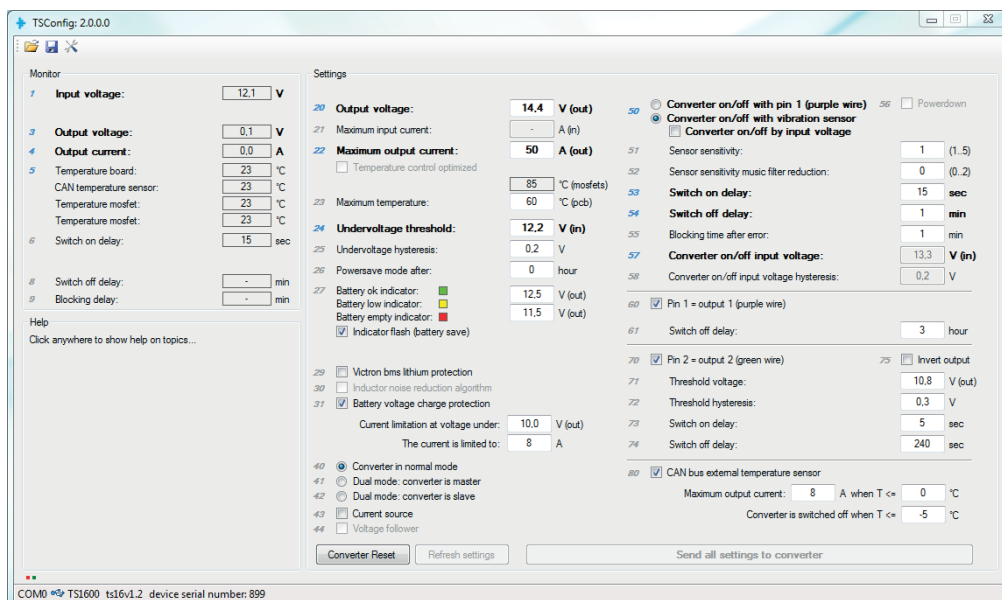 TSConfig: 2.0.0.0
Monitor
1 Input voltage: 12,1 V
3 Output voltage: 0,1 V
4 Output current: 0,0 A
5 Temperature board: 23 °C
CAN temperature sensor: 23 °C
Temperature mosfet: 23 °C
Temperature mosfet: 23 °C
6 Switch on delay: 15 sec
8 Switch off delay: - min
9 Blocking delay: - min
Help
Click anywhere to show help on topics...
Settings
20 Output voltage: 14,4 V (out)
21 Maximum input current: - A (in)
22 Maximum output current: 50 A (out)
Temperature control optimized
85 °C (mosfets)
23 Maximum temperature: 60 °C (pcb)
24 Undervoltage threshold: 12,2 V (in)
25 Undervoltage hysteresis: 0,2 V
26 Powersave mode after: 0 hour
27 Battery ok indicator: 12,5 V (out)
Battery low indicator:
Battery empty indicator: 11,5 V (out)
Indicator flash (battery save)
29 Victron bms lithium protection
30 Inductor noise reduction algorithm
31 Battery voltage charge protection
Current limitation at voltage under: 10,0 V (out)
The current is limited to: 8 A
40 Converter in normal mode
41 Dual mode: converter is master
42 Dual mode: converter is slave
43 Current source
44 Voltage follower
Converter Reset Refresh settings
50 Converter on/off with pin 1 (purple wire) 56 Powerdown
Converter on/off with vibration sensor
Converter on/off by input voltage
51 Sensor sensitivity: 1 (1..5)
52 Sensor sensitivity music filter reduction: 0 (0..2)
53 Switch on delay: 15 sec
54 Switch off delay: 1 min
55 Blocking time after error: 1 min
57 Converter on/off input voltage: 13,3 V (in)
58 Converter on/off input voltage hysteresis: 0,2 V
60 Pin 1 = output 1 (purple wire)
61 Switch off delay: 3 hour
70 Pin 2 = output 2 (green wire) 75 Invert output
71 Threshold voltage: 10,8 V (out)
72 Threshold hysteresis: 0,3 V
73 Switch on delay: 5 sec
74 Switch off delay: 240 sec
80 CAN bus external temperature sensor
Maximum output current: 8 A when T <= 0 °C
Converter is switched off when T <= -5 °C
Send all settings to converter
COM0 TS1600 ts16v1.2 device serial number: 899